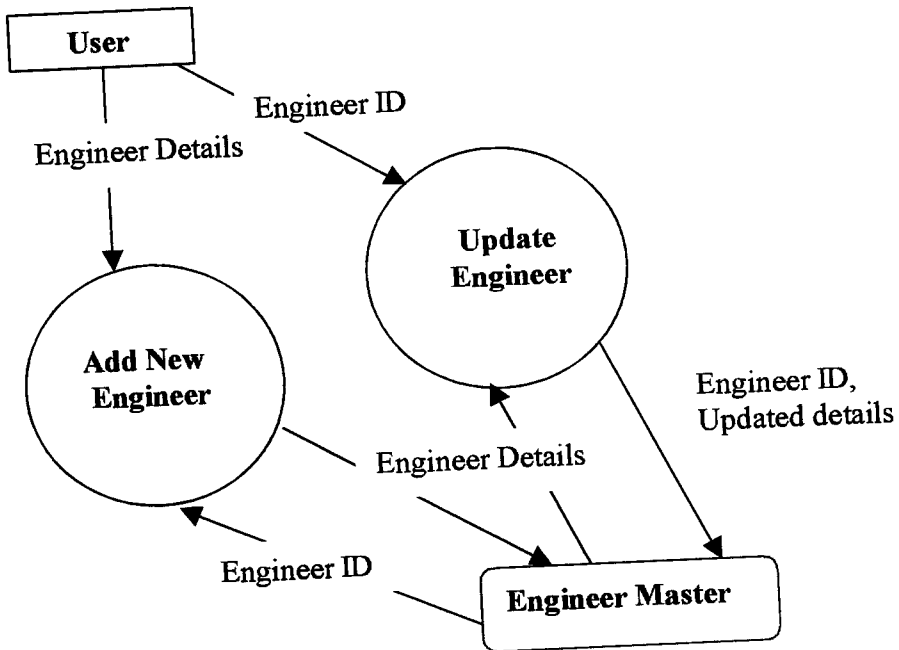 User
Engineer ID
Engineer Details
Update
Engineer
Add New
Engineer
Engineer ID,
Updated details
Engineer Details
Engineer ID
Engineer Master